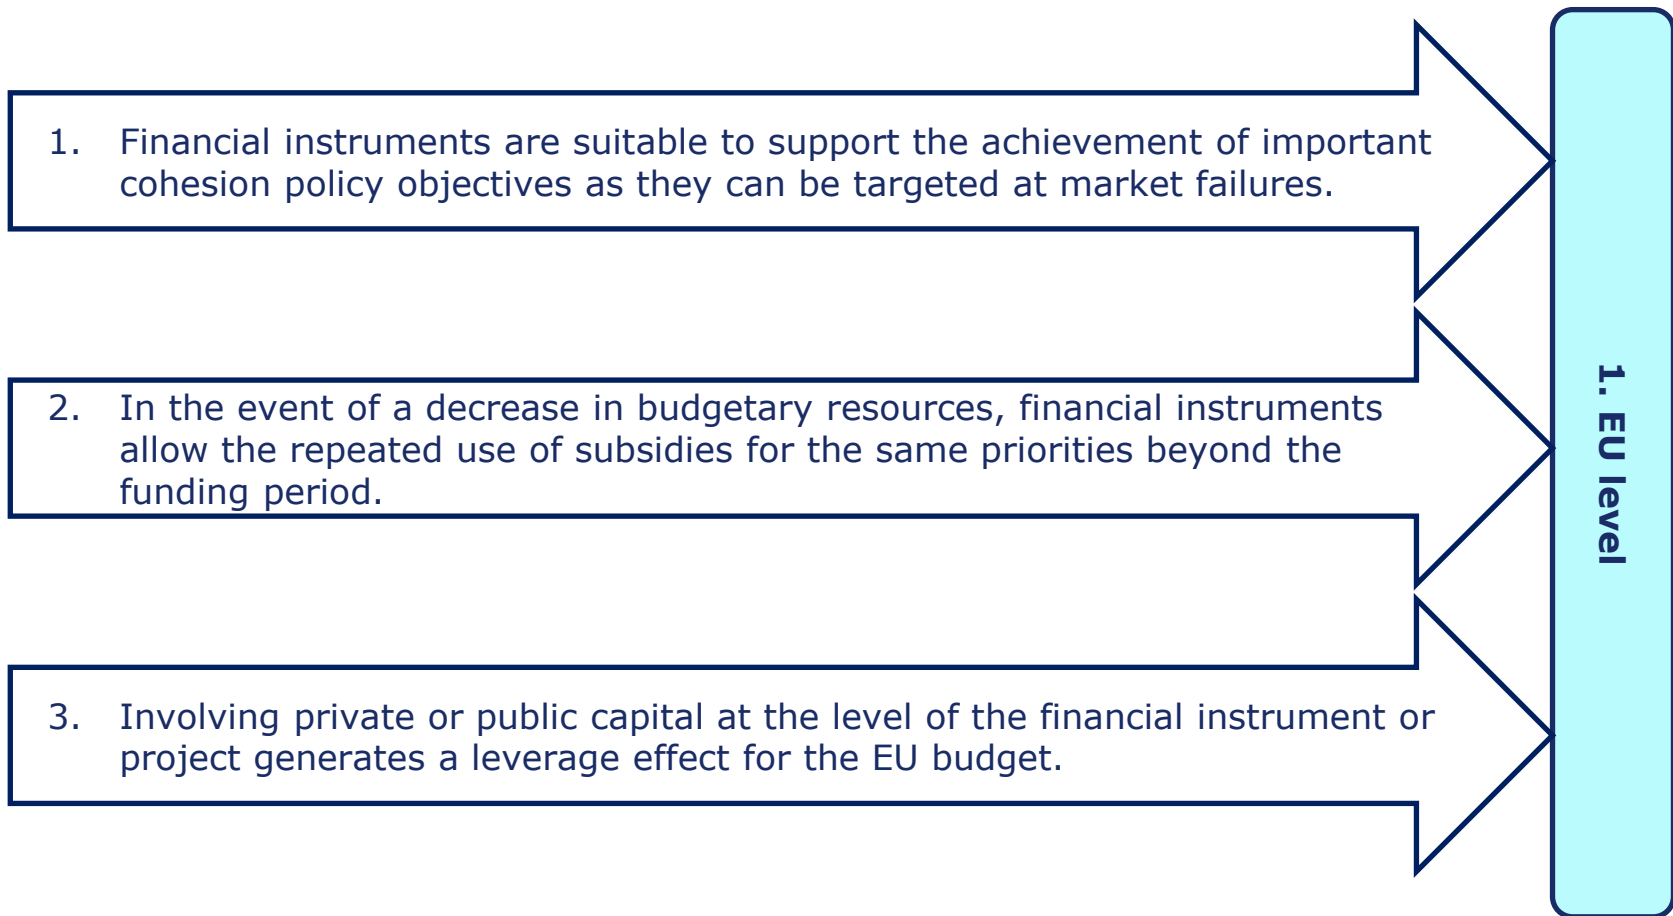 1. Financial instruments are suitable to support the achievement of important
cohesion policy objectives as they can be targeted at market failures.
2. In the event of a decrease in budgetary resources, financial instruments
allow the repeated use of subsidies for the same priorities beyond the
funding period.
3. Involving private or public capital at the level of the financial instrument or
project generates a leverage effect for the EU budget.
1. EU level